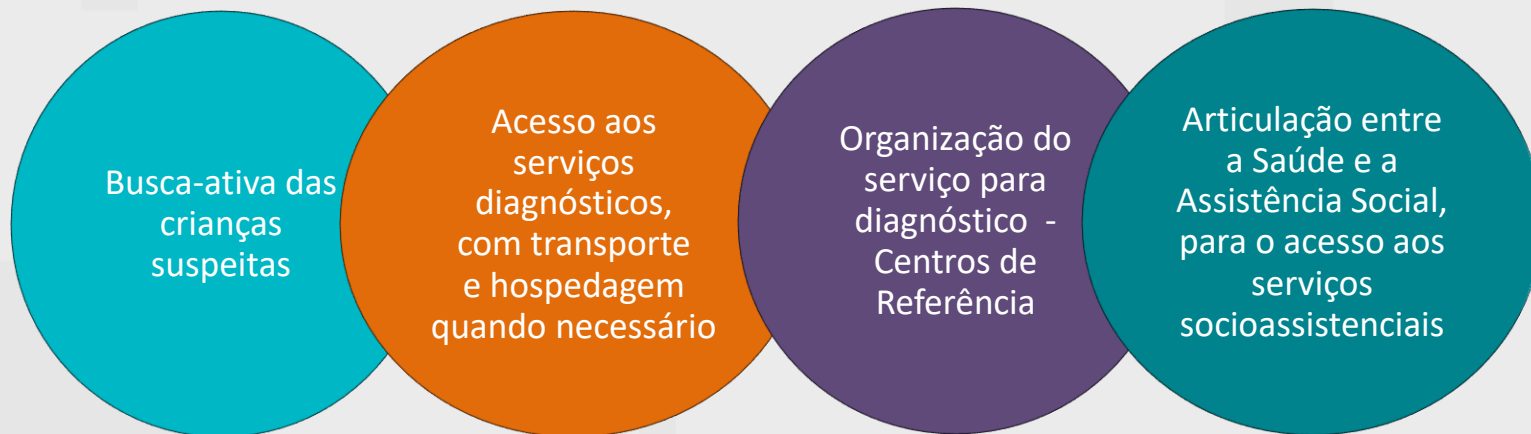 Busca-ativa das
crianças
suspeitas
Acesso aos
serviços
diagnósticos,
com transporte
e hospedagem
quando necessário
Organização do
serviço para
diagnóstico -
Centros de
Referência
Articulação entre
a Saúde e a
Assistência Social,
para o acesso aos
serviços
socioassistenciais